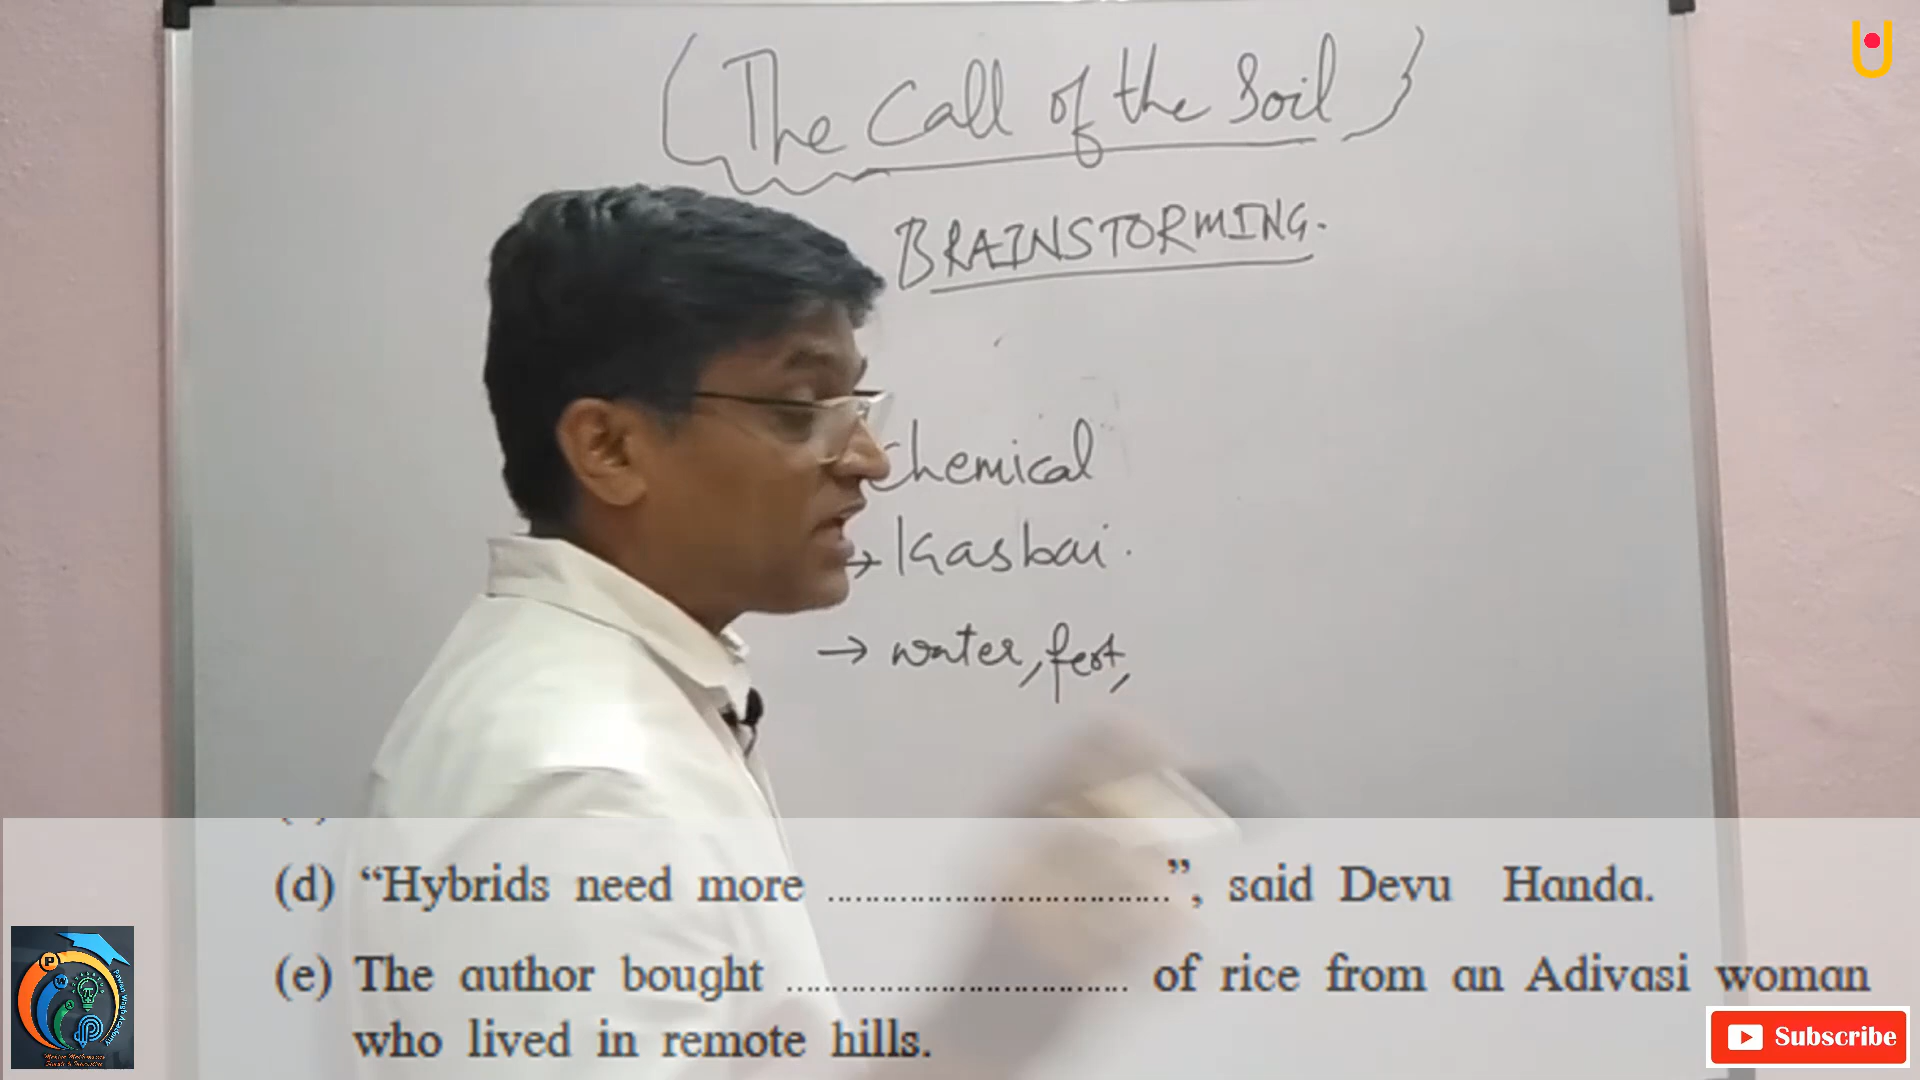 (The Call of the Soil)
BRAINSTORMING.
chemical
→ Kasbai.
→ water, fert,
(d) “Hybrids need more ....................................”, said Devu Handa.
(e) The author bought .................................... of rice from an Adivasi woman
who lived in remote hills.
Subscribe